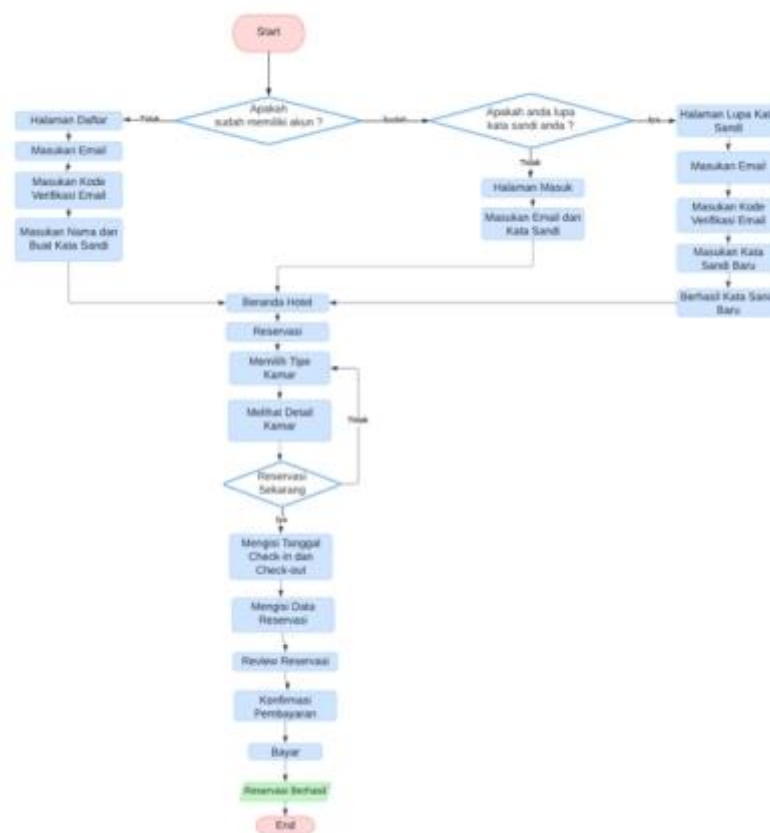 Start
Apakah
sudah memiliki akun ?
Tidak
Sudah
Apakah anda lupa
kata sandi anda ?
Iya
Tidak
Halaman Daftar
Masukan Email
Masukan Kode
Verifikasi Email
Masukan Nama dan
Buat Kata Sandi
Halaman Masuk
Masukan Email dan
Kata Sandi
Halaman Lupa Kata
Sandi
Masukan Email
Masukan Kode
Verifikasi Email
Masukan Kata
Sandi Baru
Berhasil Kata Sandi
Baru
Beranda Hotel
Reservasi
Memilih Tipe
Kamar
Melihat Detail
Kamar
Tidak
Reservasi
Sekarang
Iya
Mengisi Tanggal
Check-in dan
Check-out
Mengisi Data
Reservasi
Review Reservasi
Konfirmasi
Pembayaran
Bayar
Reservasi Berhasil
End